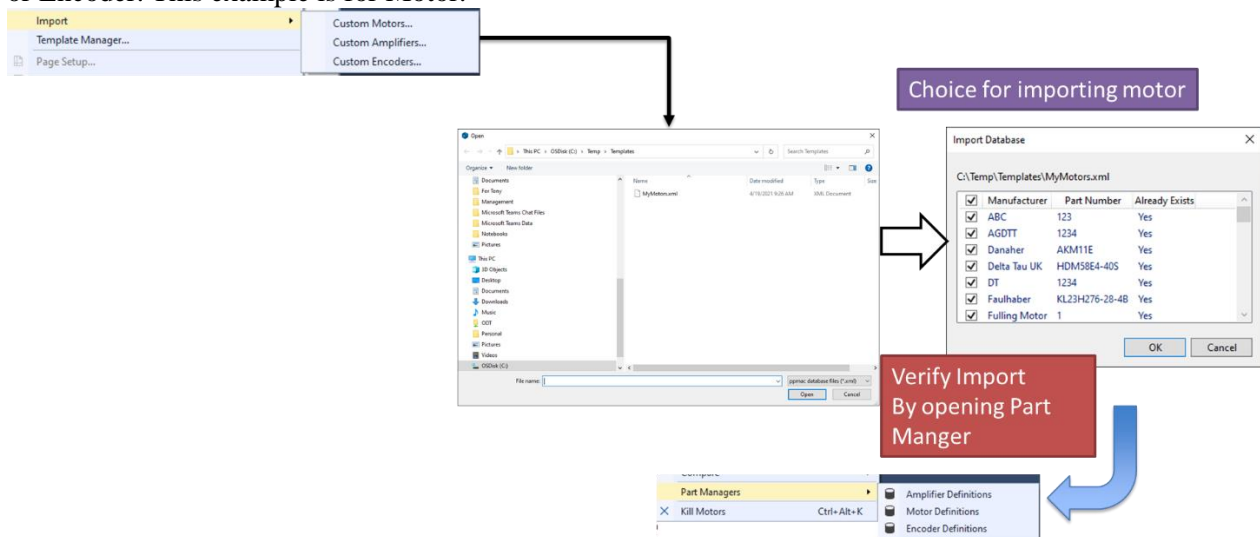 or Encoder. This example is for Motor.
Import
Custom Motors...
Template Manager...
Custom Amplifiers...
Page Setup...
Custom Encoders...
Choice for importing motor
Open
This PC > OSDisk (C:) > Temp > Templates
Search Templates
Organize
New folder
Name
Date modified
Type
Size
Documents
For Tony
Management
Microsoft Teams Chat Files
Microsoft Teams Data
Notebooks
Pictures
This PC
3D Objects
Desktop
Documents
Downloads
Music
ODT
Personal
Pictures
Videos
OSDisk (C:)
MyMotors.xml
XML Document
File name:
ppmac database files (*.xml)
Open
Cancel
Import Database
C:\Temp\Templates\MyMotors.xml
Manufacturer Part Number Already Exists
ABC 123 Yes
AGDTT 1234 Yes
Danaher AKM11E Yes
Delta Tau UK HDM58E4-40S Yes
DT 1234 Yes
Faulhaber KL23H276-28-4B Yes
Fulling Motor 1 Yes
OK Cancel
Verify Import
By opening Part
Manger
Part Managers
Amplifier Definitions
Kill Motors Ctrl+Alt+K
Motor Definitions
Encoder Definitions